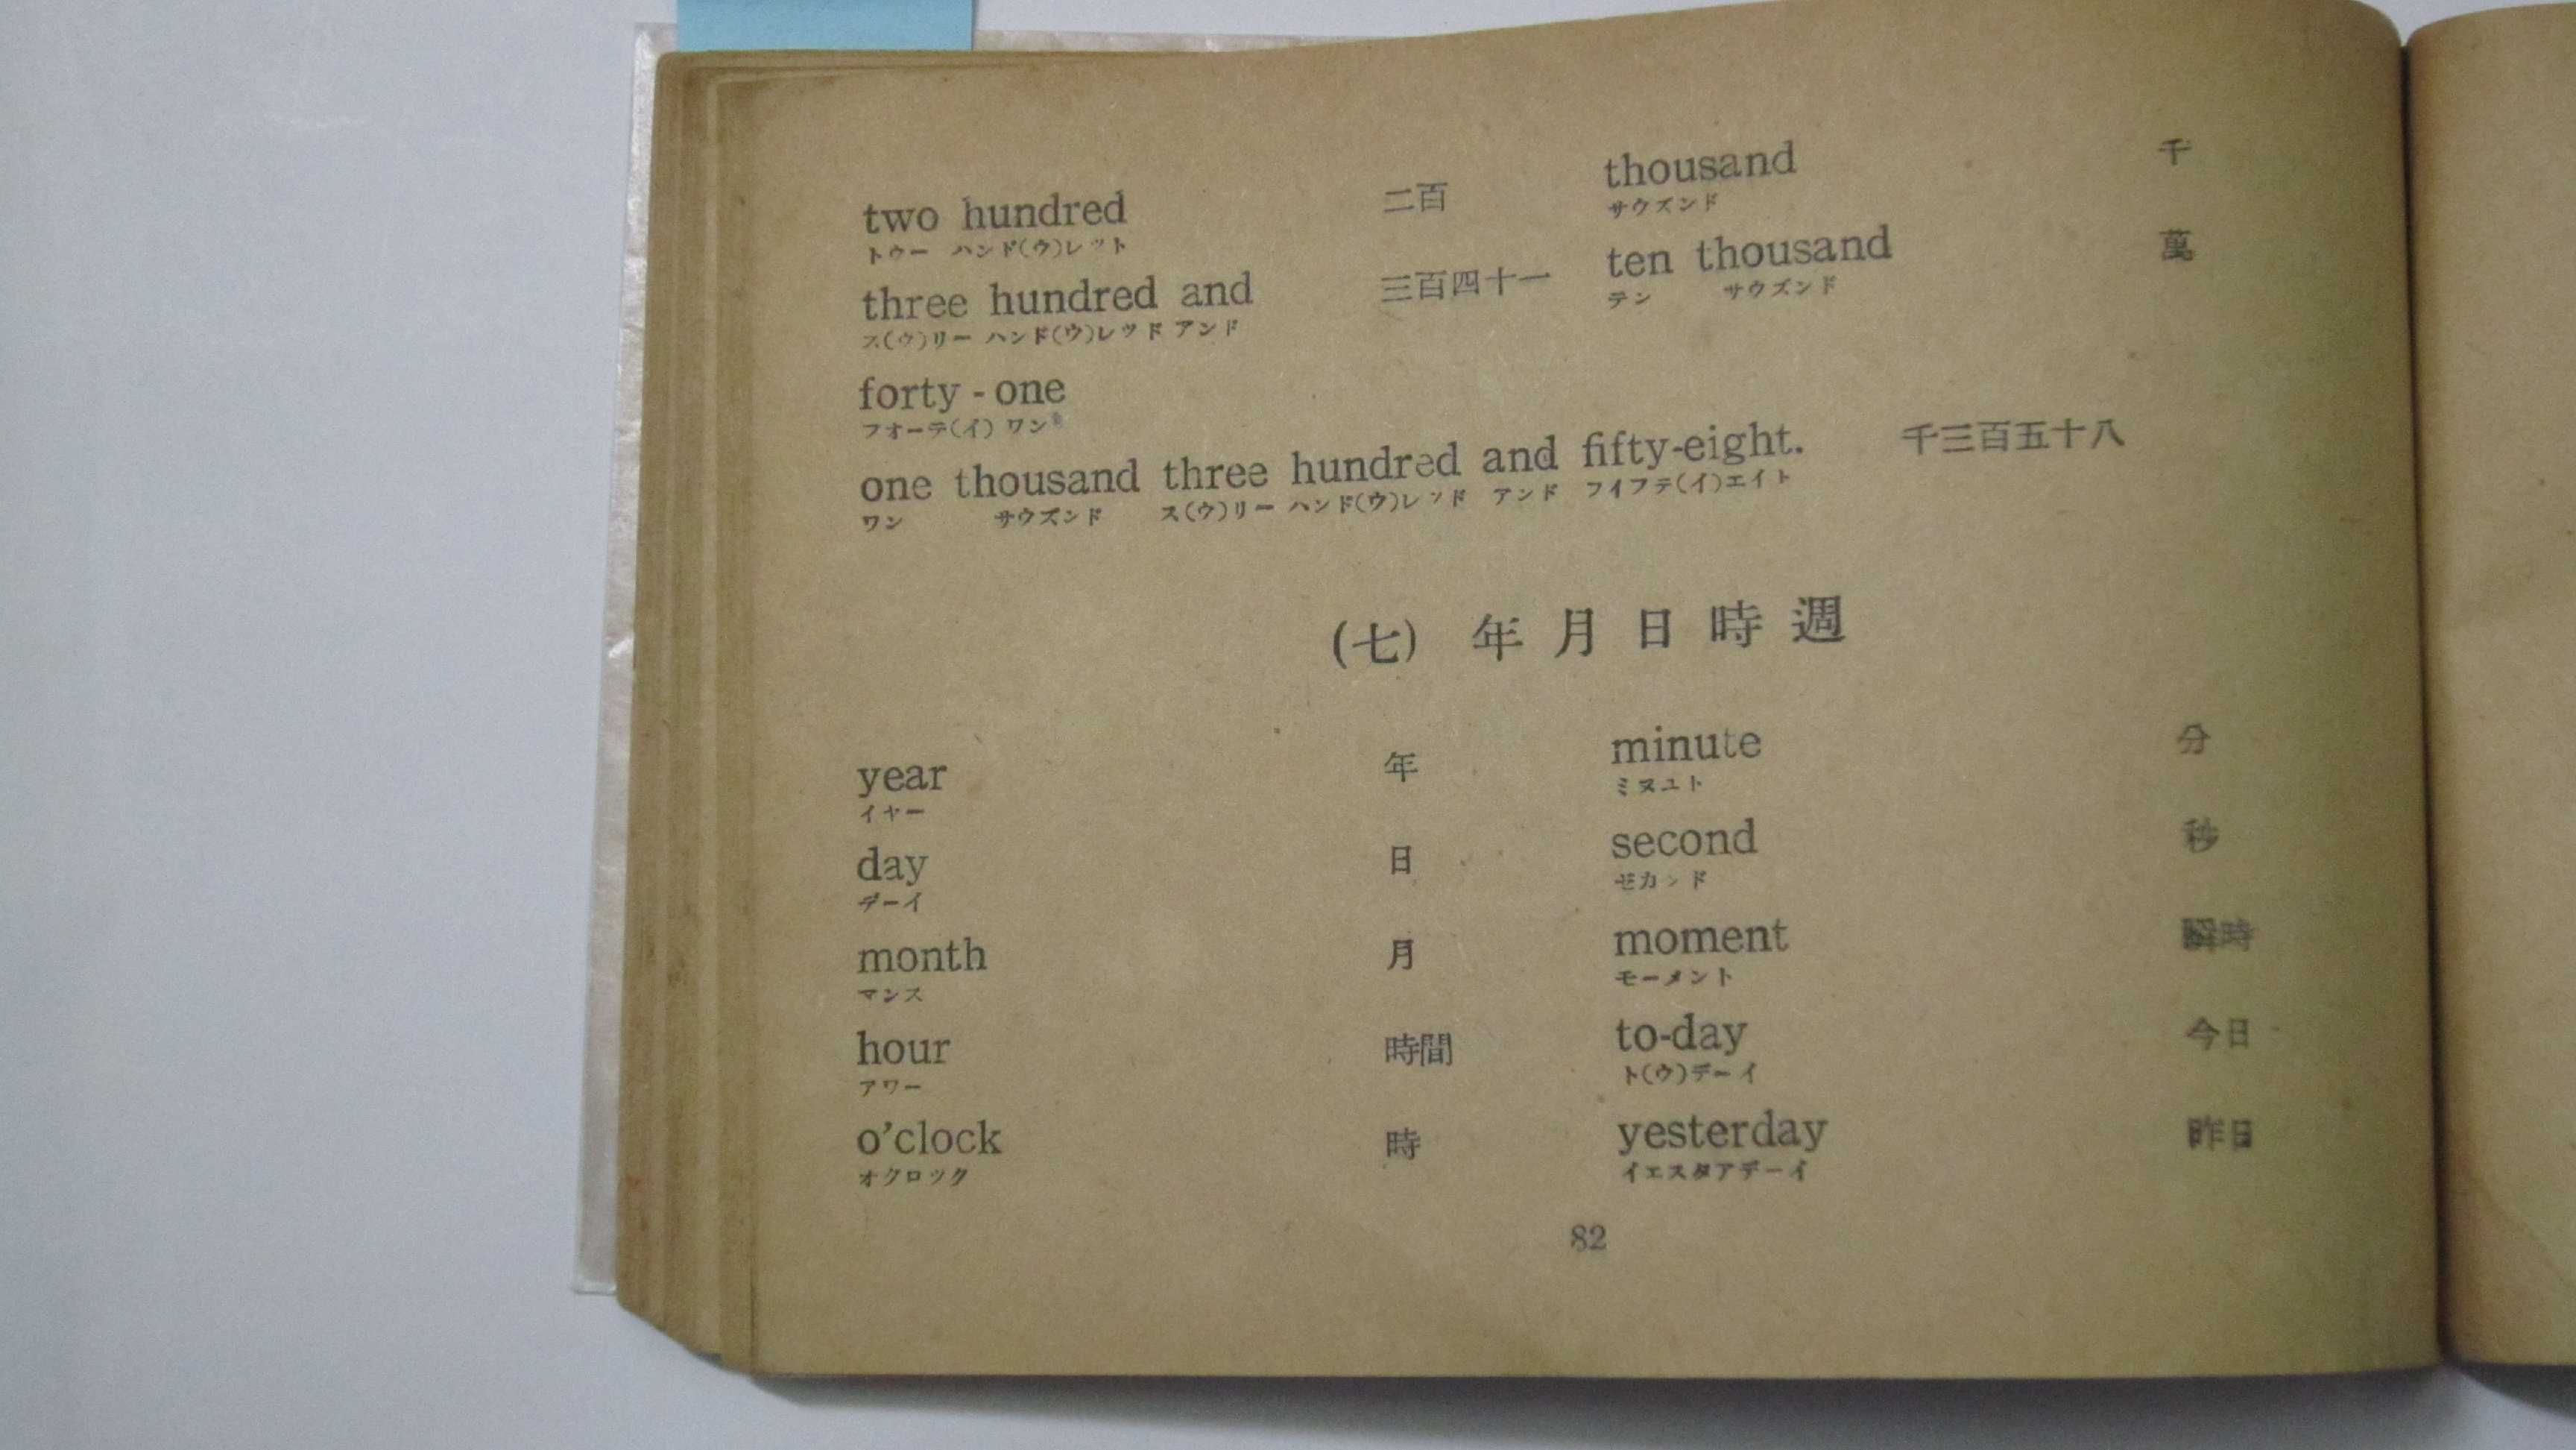 two hundred 二百
トゥー ハンド(ウ)レット
three hundred and 三百四十一
ス(ウ)リー ハンド(ウ)レツド アンド
forty - one
フオーテ(イ) ワン
thousand 千
サウズンド
ten thousand 萬
テン サウズンド
one thousand three hundred and fifty-eight. 千三百五十八
ワン サウズンド ス(ウ)リー ハンド(ウ)レッド アンド フイフテ(イ)エイト
(七) 年月日時週
year 年
イヤー
day 日
デーイ
month 月
マンス
hour 時間
アワー
o'clock 時
オクロック
minute 分
ミヌユト
second 秒
セカンド
moment 瞬時
モーメント
to-day 今日
ト(ウ)デーイ
yesterday 昨日
イエスタアデーイ
82